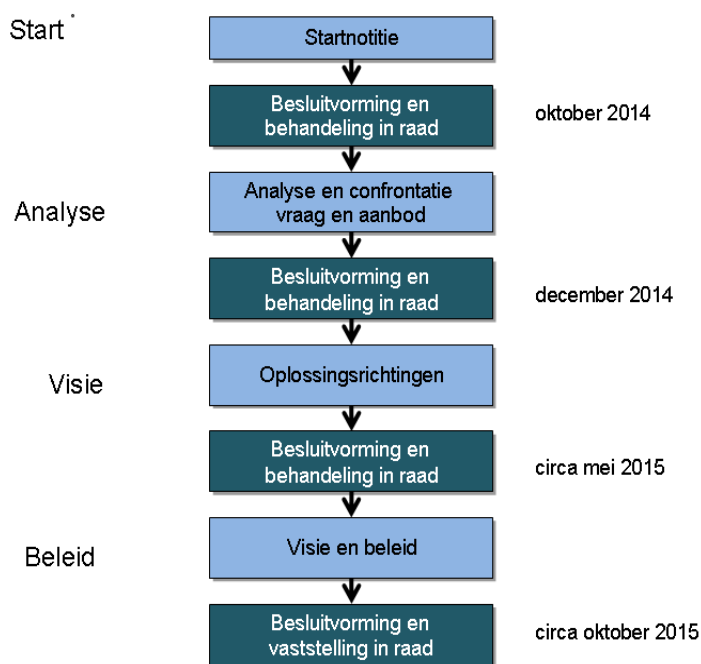 Start
Startnotitie
Besluitvorming en
behandeling in raad
oktober 2014
Analyse
Analyse en confrontatie
vraag en aanbod
Besluitvorming en
behandeling in raad
december 2014
Visie
Oplossingsrichtingen
Besluitvorming en
behandeling in raad
circa mei 2015
Beleid
Visie en beleid
Besluitvorming en
vaststelling in raad
circa oktober 2015